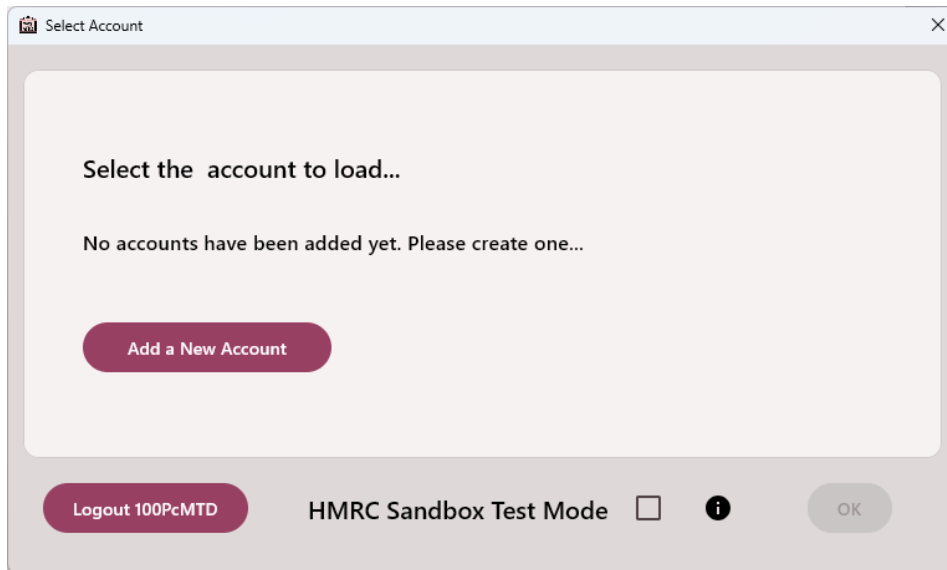 Select Account
Select the  account to load...
No accounts have been added yet. Please create one...
Add a New Account
Logout 100PcMTD
HMRC Sandbox Test Mode
OK